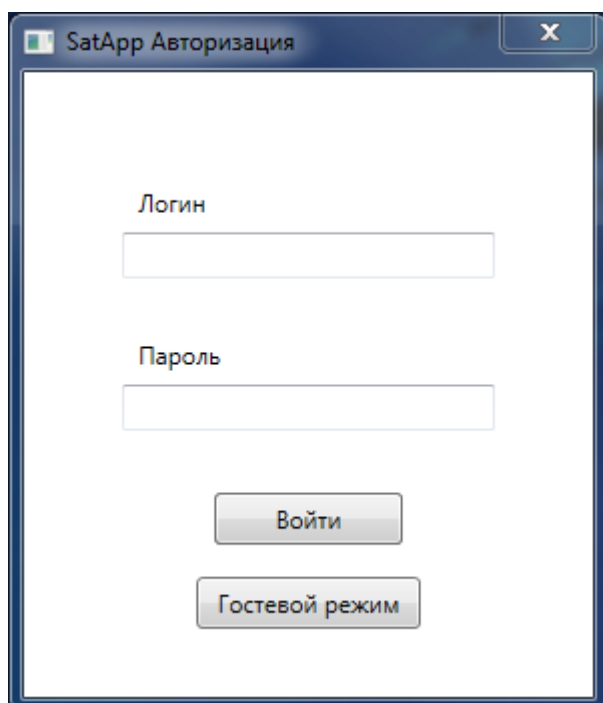 SatApp Авторизация
Логин
Пароль
Войти
Гостевой режим